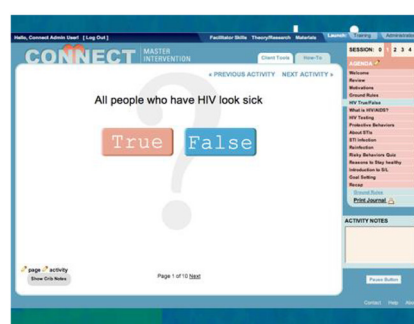 Hello, Connect Admin User! [ Log Out ]
Facilitator Skills Theory/Research Materials Launch Training Administration
CONNECT MASTER INTERVENTION
Client Tools How-To
SESSION: 0 1 2 3 4
« PREVIOUS ACTIVITY NEXT ACTIVITY »
AGENDA
Welcome
Review
Motivations
Ground Rules
HIV True/False
What is HIV/AIDS?
HIV Testing
Protective Behaviors
About STIs
STI Infection
Reinfection
Risky Behaviors Quiz
Reasons to Stay healthy
Introduction to S/L
Goal Setting
Recap
Ground Rules
Print Journal
All people who have HIV look sick
True False
?
ACTIVITY NOTES
page activity
Show Crib Notes
Page 1 of 10 Next
Pause Button
Contact Help